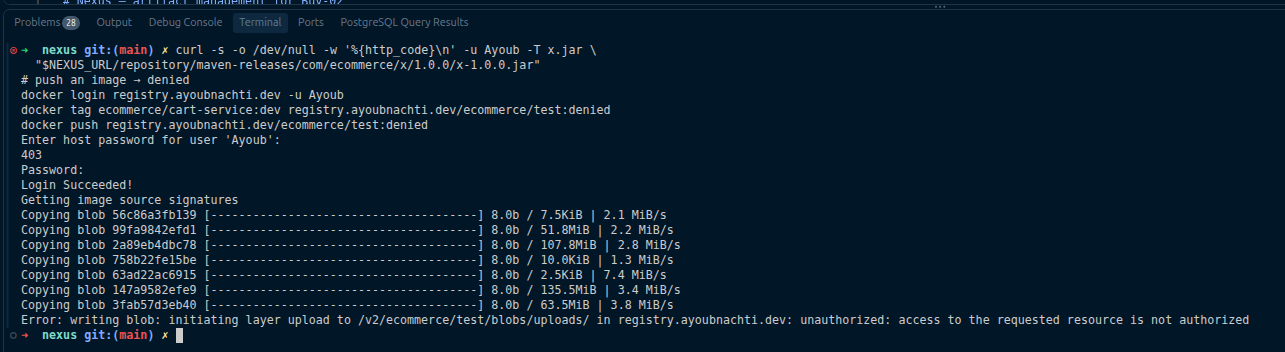 # Nexus — artifact management for Buy-02
Problems 28 Output Debug Console Terminal Ports PostgreSQL Query Results
➜ nexus git:(main) ✗ curl -s -o /dev/null -w '%{http_code}\n' -u Ayoub -T x.jar \
"$NEXUS_URL/repository/maven-releases/com/ecommerce/x/1.0.0/x-1.0.0.jar"
# push an image → denied
docker login registry.ayoubnachti.dev -u Ayoub
docker tag ecommerce/cart-service:dev registry.ayoubnachti.dev/ecommerce/test:denied
docker push registry.ayoubnachti.dev/ecommerce/test:denied
Enter host password for user 'Ayoub':
403
Password:
Login Succeeded!
Getting image source signatures
Copying blob 56c86a3fb139 [--------------------------------------] 8.0b / 7.5KiB | 2.1 MiB/s
Copying blob 99fa9842efd1 [--------------------------------------] 8.0b / 51.8MiB | 2.2 MiB/s
Copying blob 2a89eb4dbc78 [--------------------------------------] 8.0b / 107.8MiB | 2.8 MiB/s
Copying blob 758b22fe15be [--------------------------------------] 8.0b / 10.0KiB | 1.3 MiB/s
Copying blob 63ad22ac6915 [--------------------------------------] 8.0b / 2.5KiB | 7.4 MiB/s
Copying blob 147a9582efe9 [--------------------------------------] 8.0b / 135.5MiB | 3.4 MiB/s
Copying blob 3fab57d3eb40 [--------------------------------------] 8.0b / 63.5MiB | 3.8 MiB/s
Error: writing blob: initiating layer upload to /v2/ecommerce/test/blobs/uploads/ in registry.ayoubnachti.dev: unauthorized: access to the requested resource is not authorized
➜ nexus git:(main) ✗